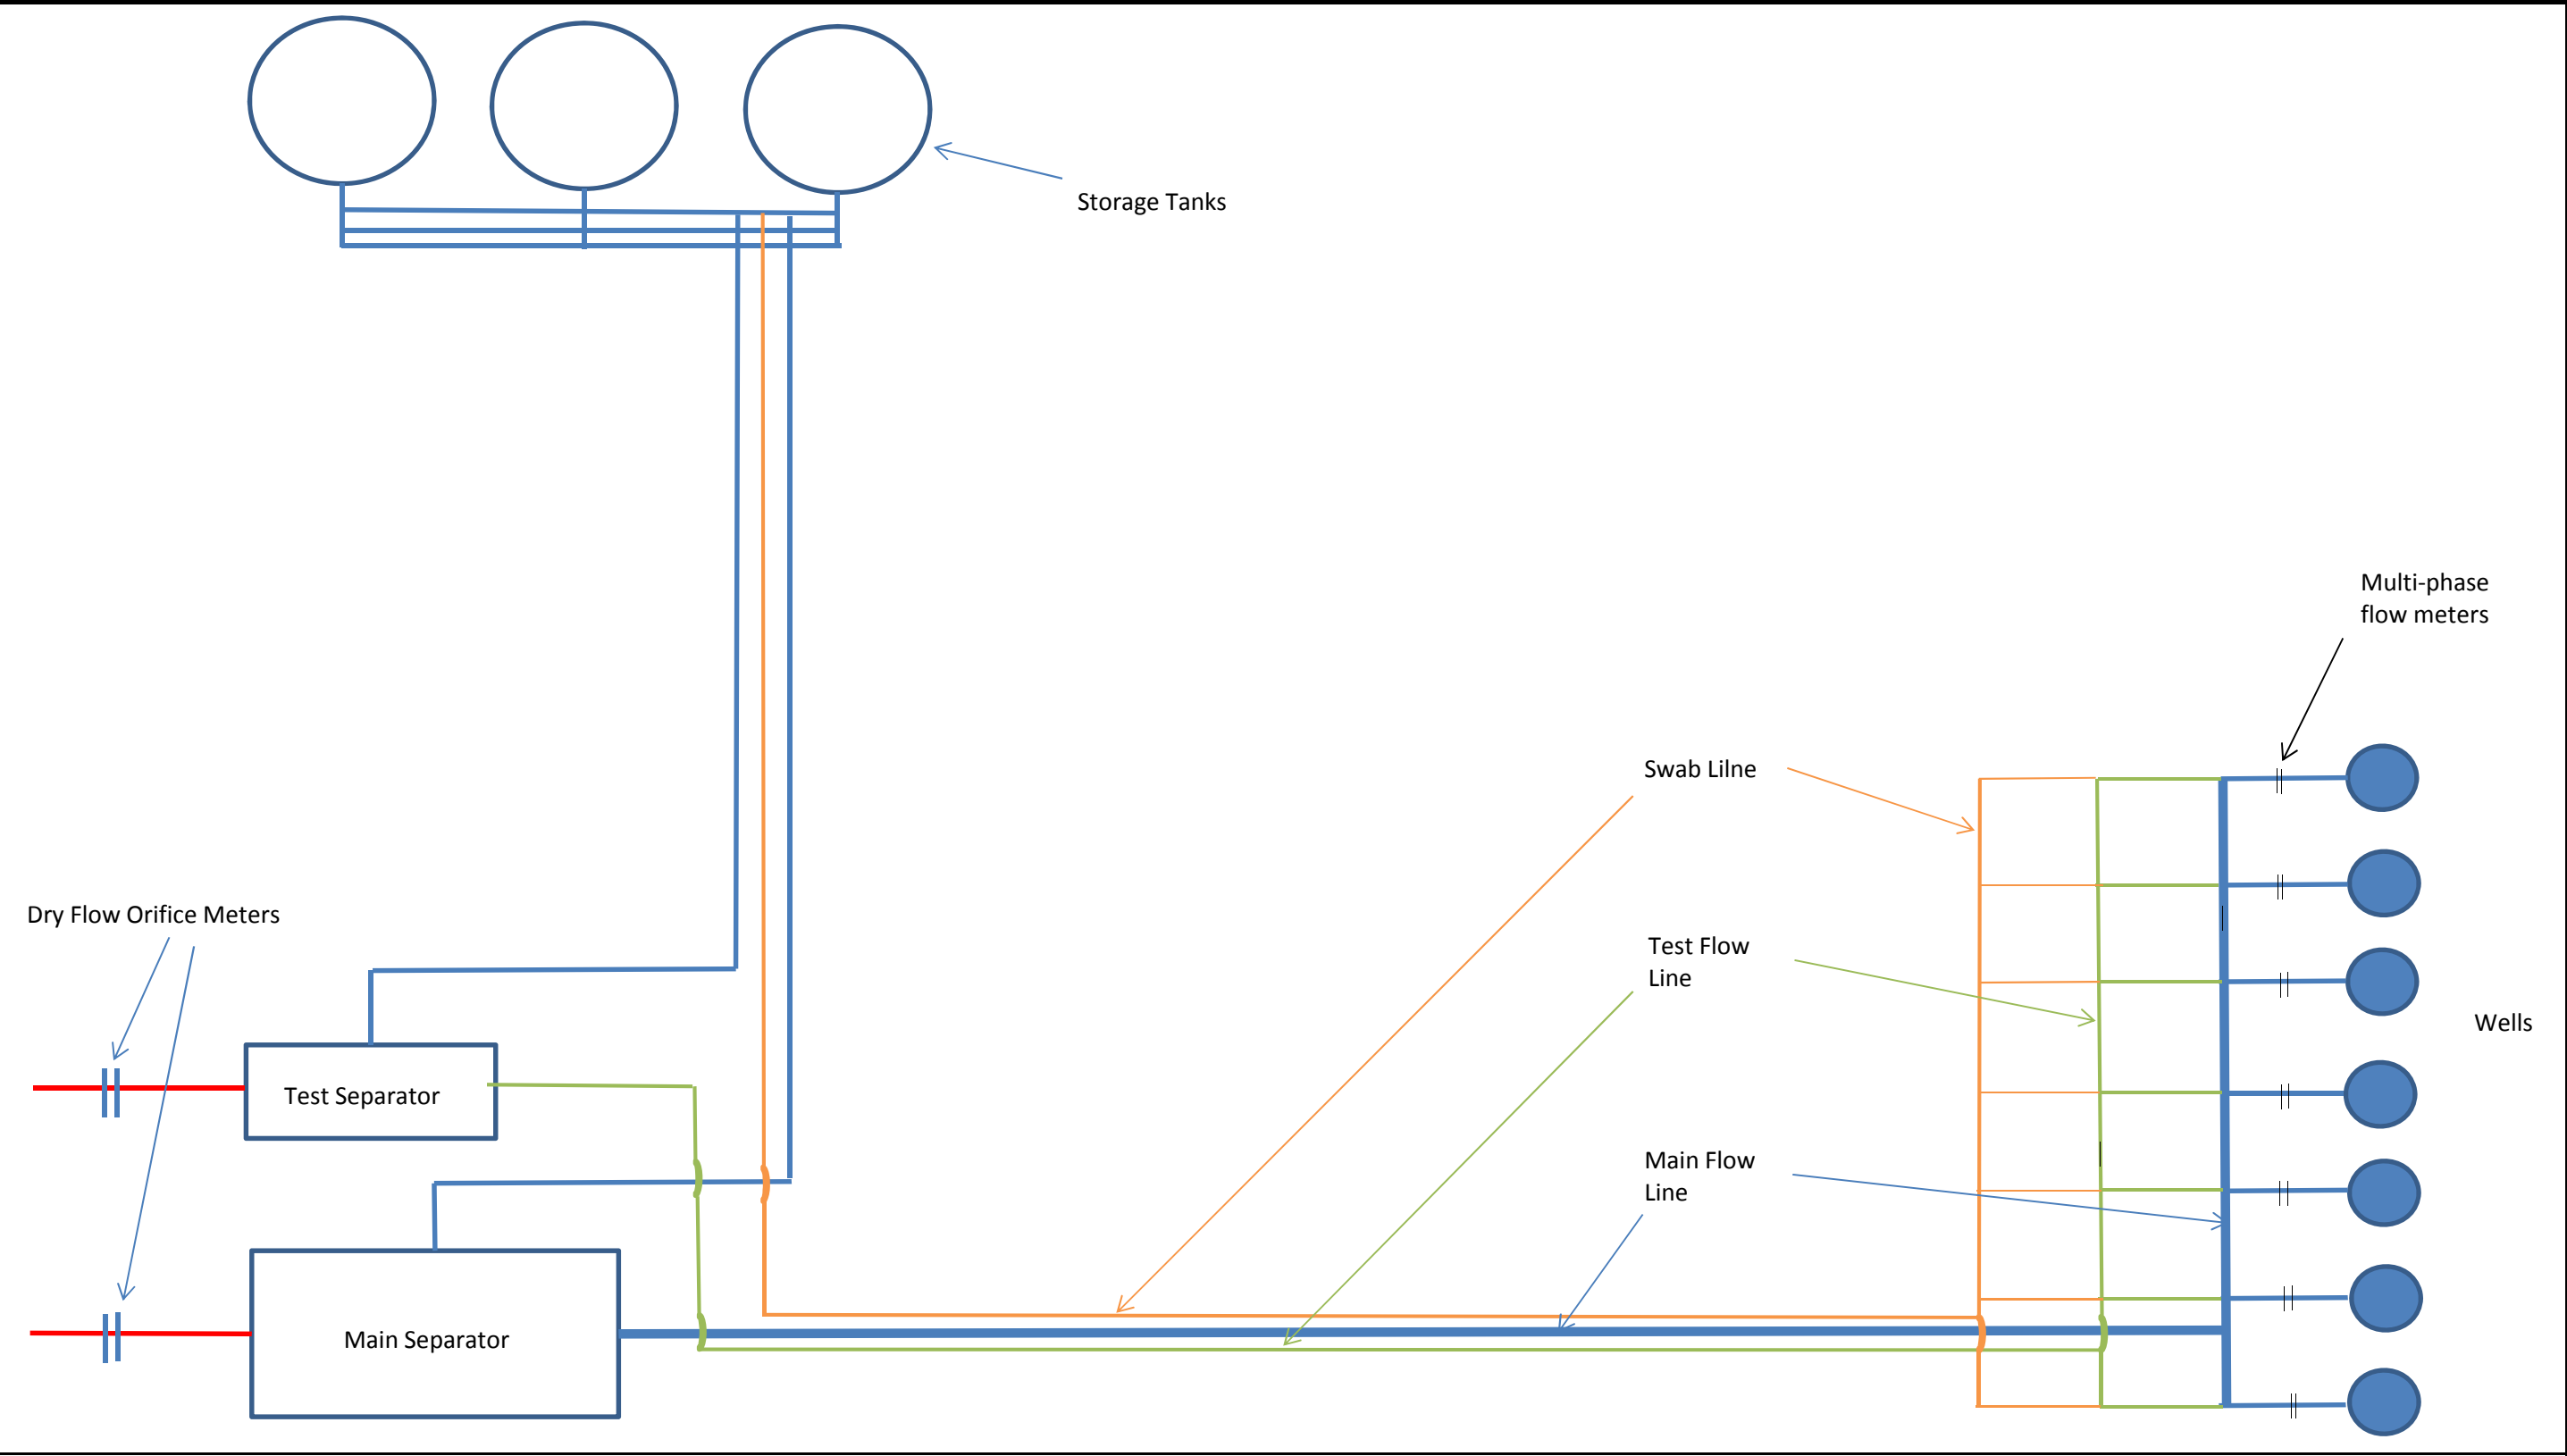 Storage Tanks
Multi-phase
flow meters
Swab Lilne
Dry Flow Orifice Meters
Test Flow
Line
Wells
Test Separator
Main Flow
Line
Main Separator